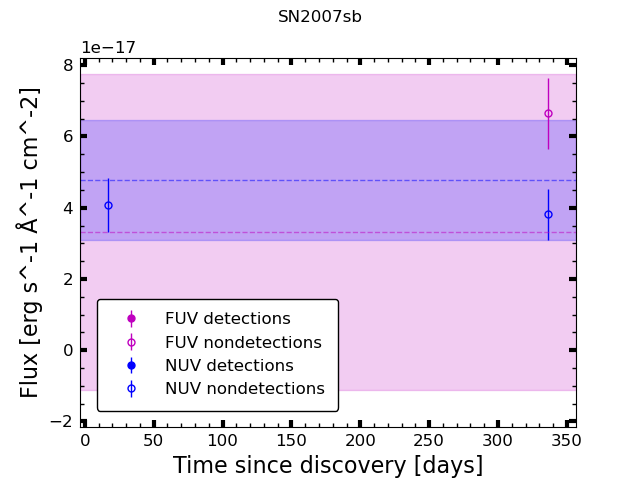 SN2007sb
1e−17
8
6
4
2
0
−2
Flux [erg s^-1 Å^-1 cm^-2]
FUV detections
FUV nondetections
NUV detections
NUV nondetections
0 50 100 150 200 250 300 350
Time since discovery [days]